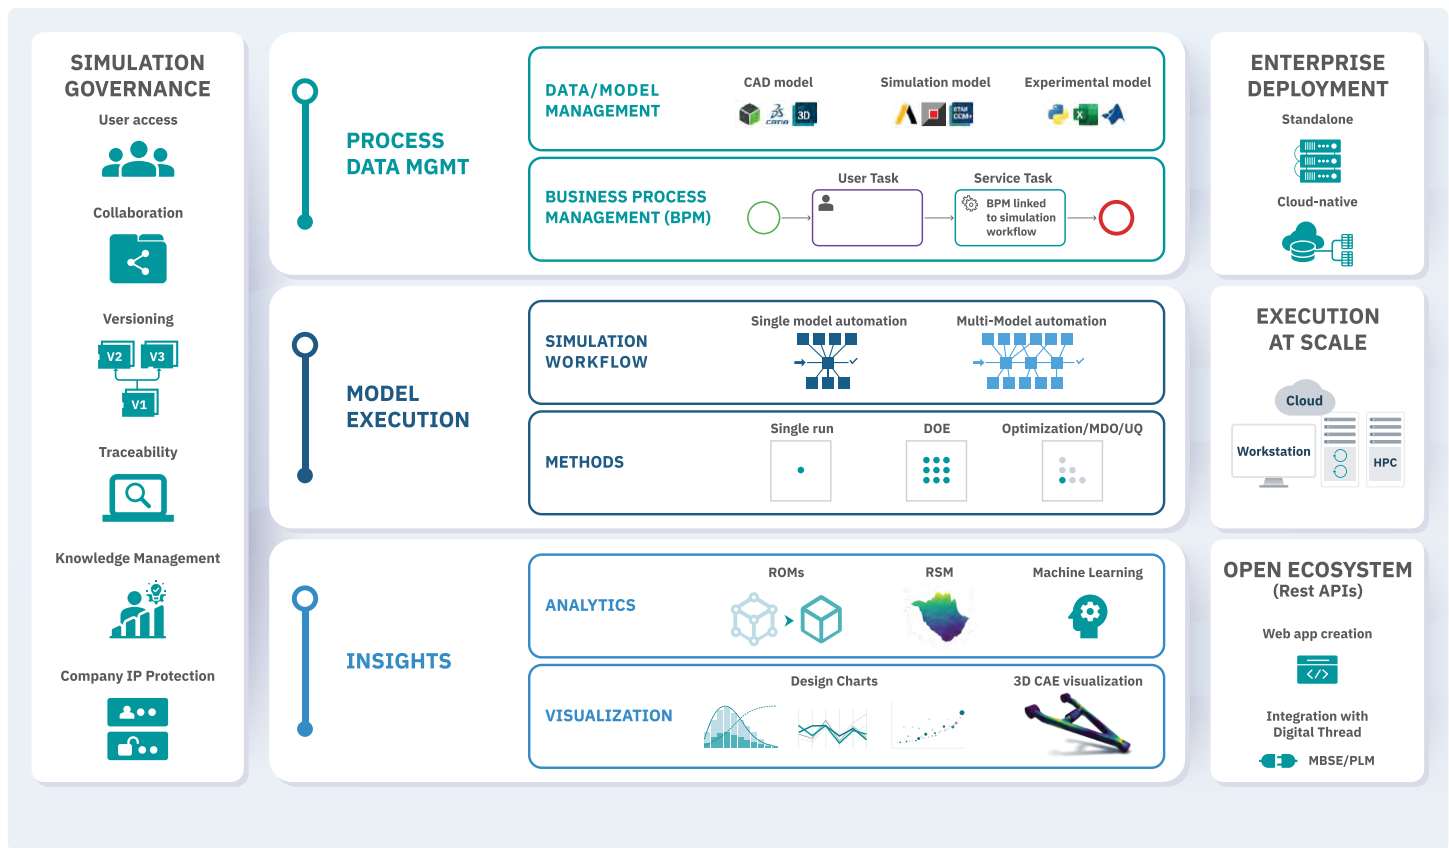 SIMULATION
GOVERNANCE
User access
Collaboration
Versioning
V2
V3
V1
Traceability
Knowledge Management
Company IP Protection
PROCESS
DATA MGMT
DATA/MODEL
MANAGEMENT
CAD model
CATIA
3D
Simulation model
STAR
CCM+
Experimental model
X
BUSINESS PROCESS
MANAGEMENT (BPM)
User Task
Service Task
BPM linked
to simulation
workflow
MODEL
EXECUTION
SIMULATION
WORKFLOW
Single model automation
Multi-Model automation
METHODS
Single run
DOE
Optimization/MDO/UQ
INSIGHTS
ANALYTICS
ROMs
RSM
Machine Learning
VISUALIZATION
Design Charts
3D CAE visualization
ENTERPRISE
DEPLOYMENT
Standalone
Cloud-native
EXECUTION
AT SCALE
Cloud
Workstation
HPC
OPEN ECOSYSTEM
(Rest APIs)
Web app creation
</>
Integration with
Digital Thread
MBSE/PLM